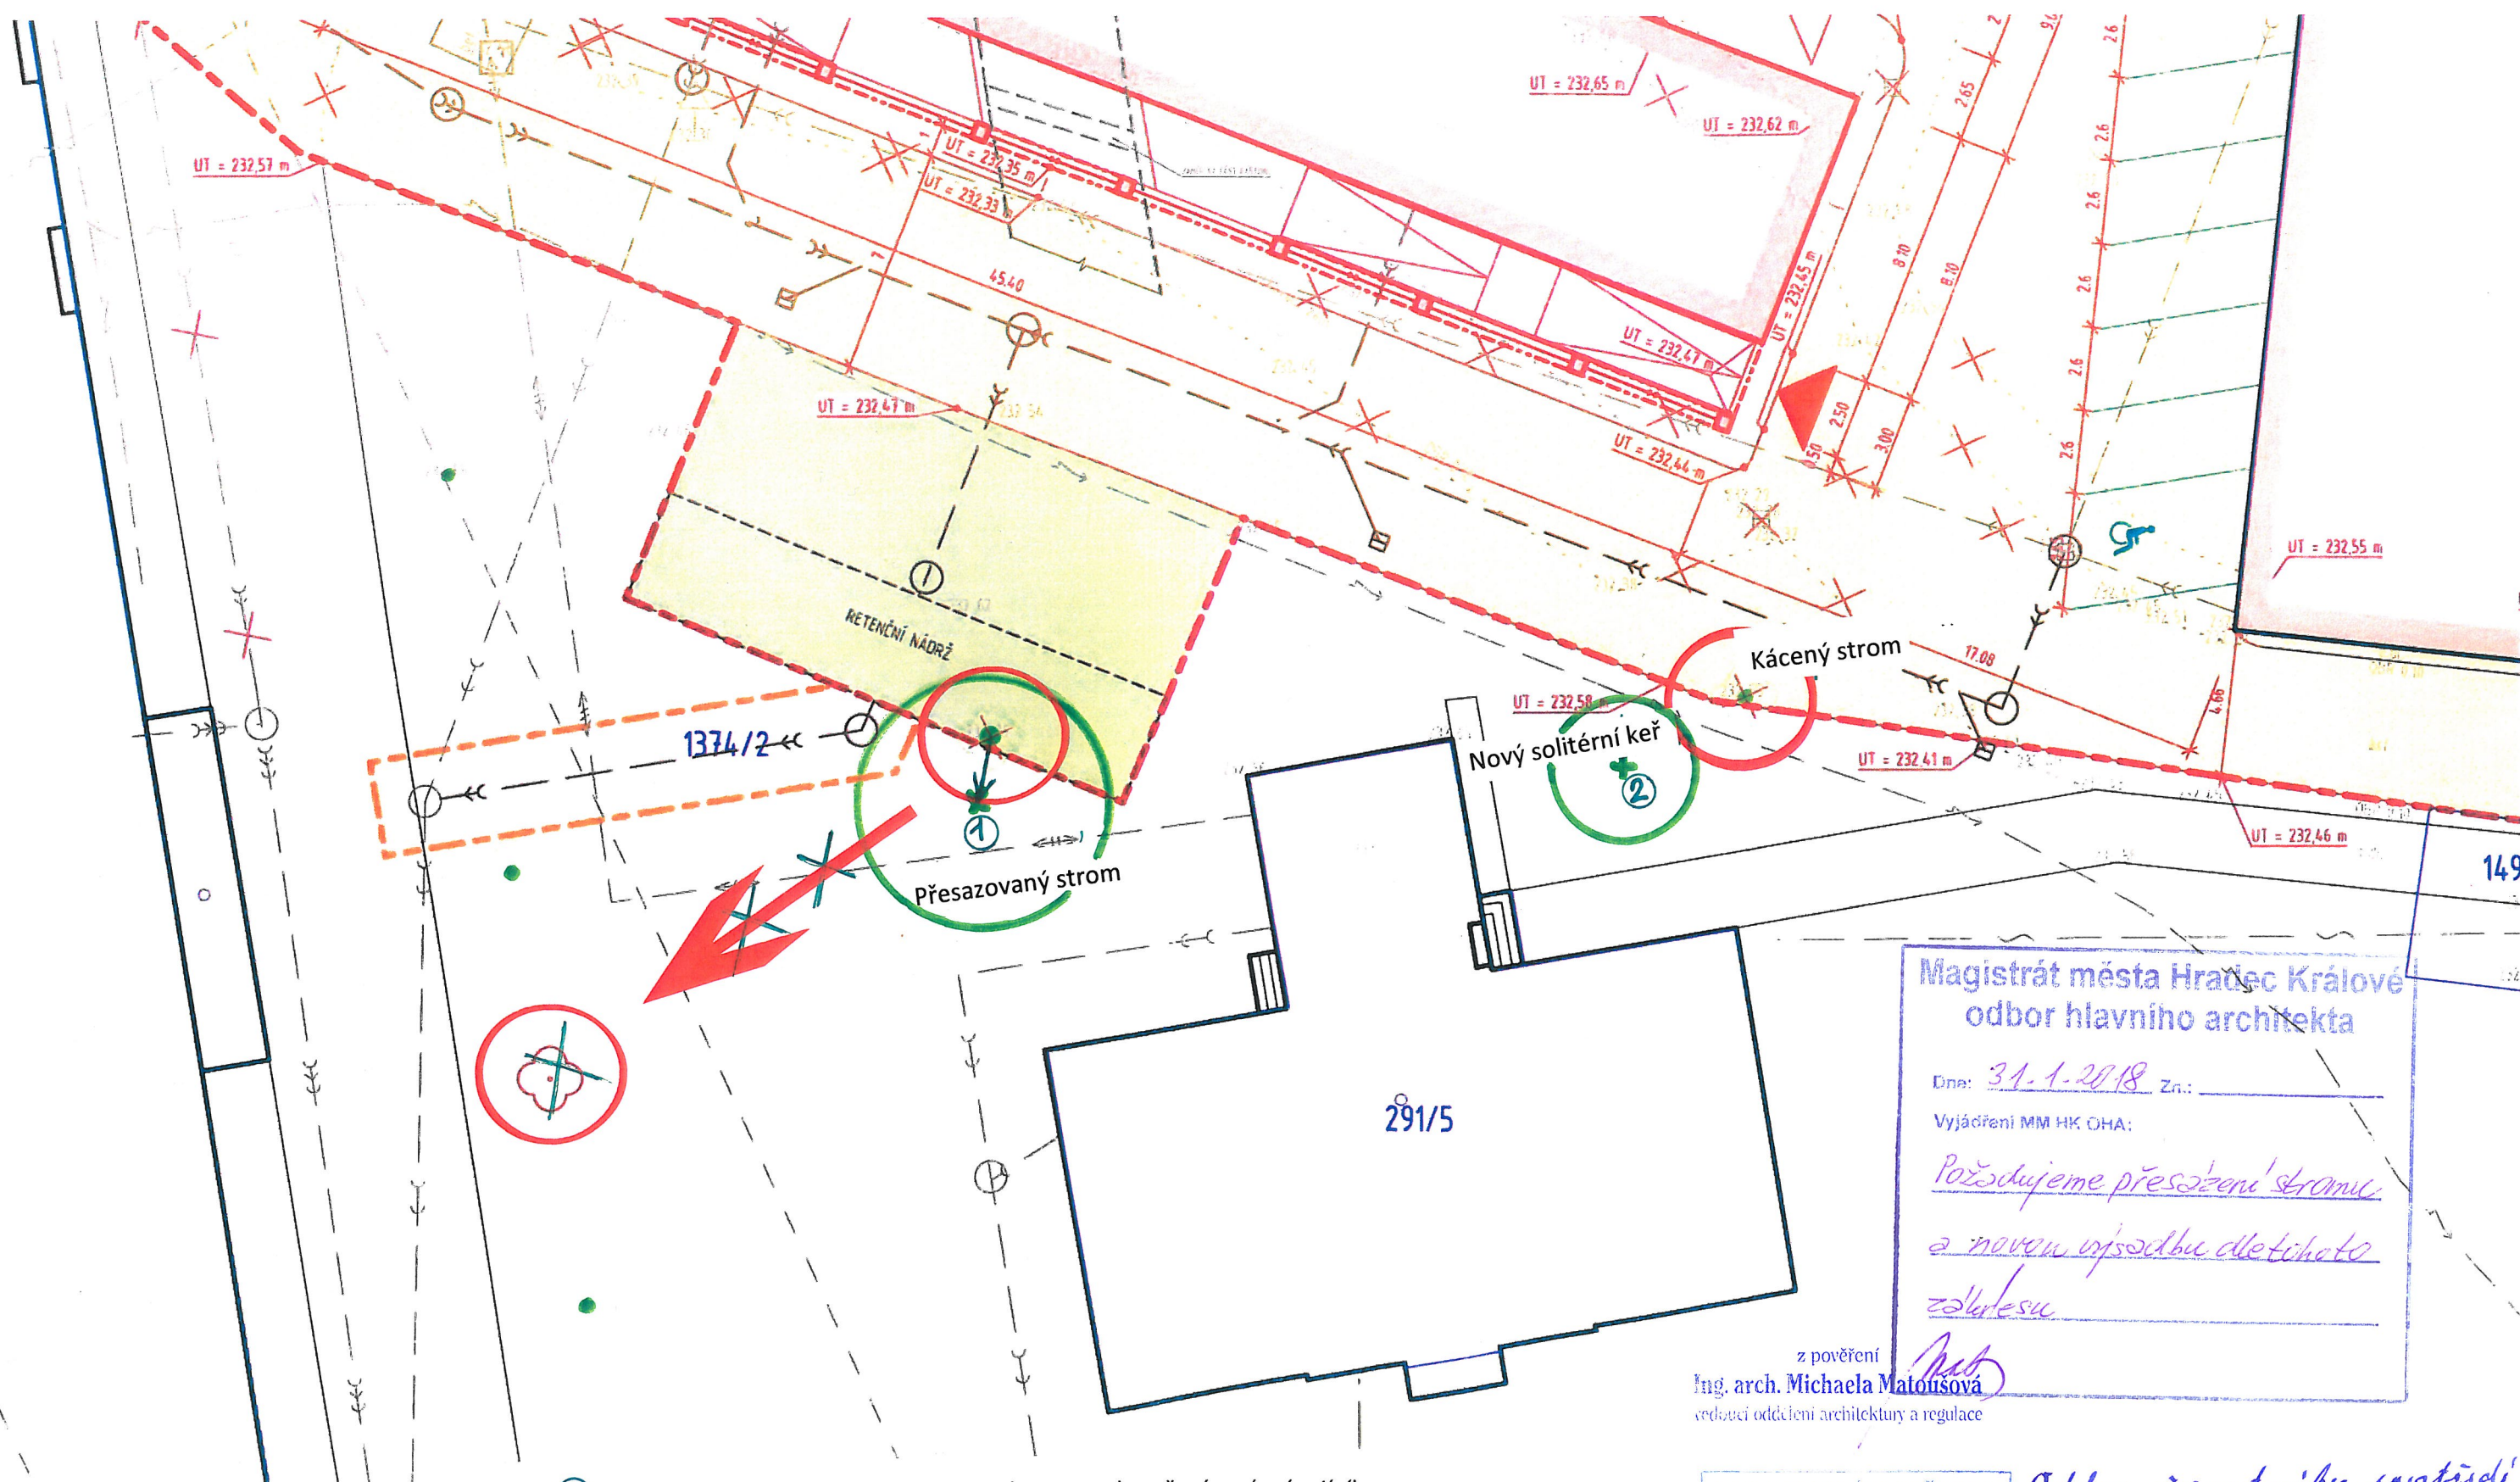 UT = 232,65 m
UT = 232,62 m
UT = 232,57 m
UT = 232,35 m
UT = 232,33 m
45.40
UT = 232,45 m
UT = 232,47 m
UT = 232,47 m
UT = 232,44 m
2.65
8.10
8.10
2.50
3.00
0.50
2.6
2.6
2.6
2.6
2.6
2.6
UT = 232,55 m
RETENČNÍ NÁDRŽ
Kácený strom
17.08
4.66
UT = 232,58
Nový solitérní keř
2
UT = 232,41 m
UT = 232,46 m
1374/2
1
Přesazovaný strom
149
291/5
Magistrát města Hradec Králové
odbor hlavního architekta
Dne: 31.1.2018 Zn.:
Vyjádření MM HK OHA:
Požadujeme přesázení stromu
a novou výsadbu dle tohoto
zákresu
z pověření
Ing. arch. Michaela Matoušová
vedoucí oddělení architektury a regulace